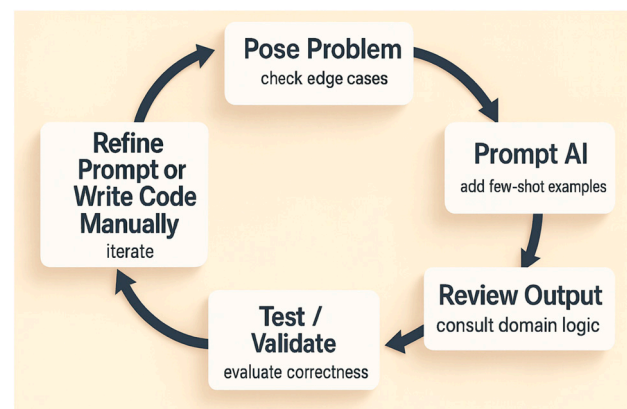 Pose Problem
check edge cases
Prompt AI
add few-shot examples
Review Output
consult domain logic
Test /
Validate
evaluate correctness
Refine
Prompt or
Write Code
Manually
iterate